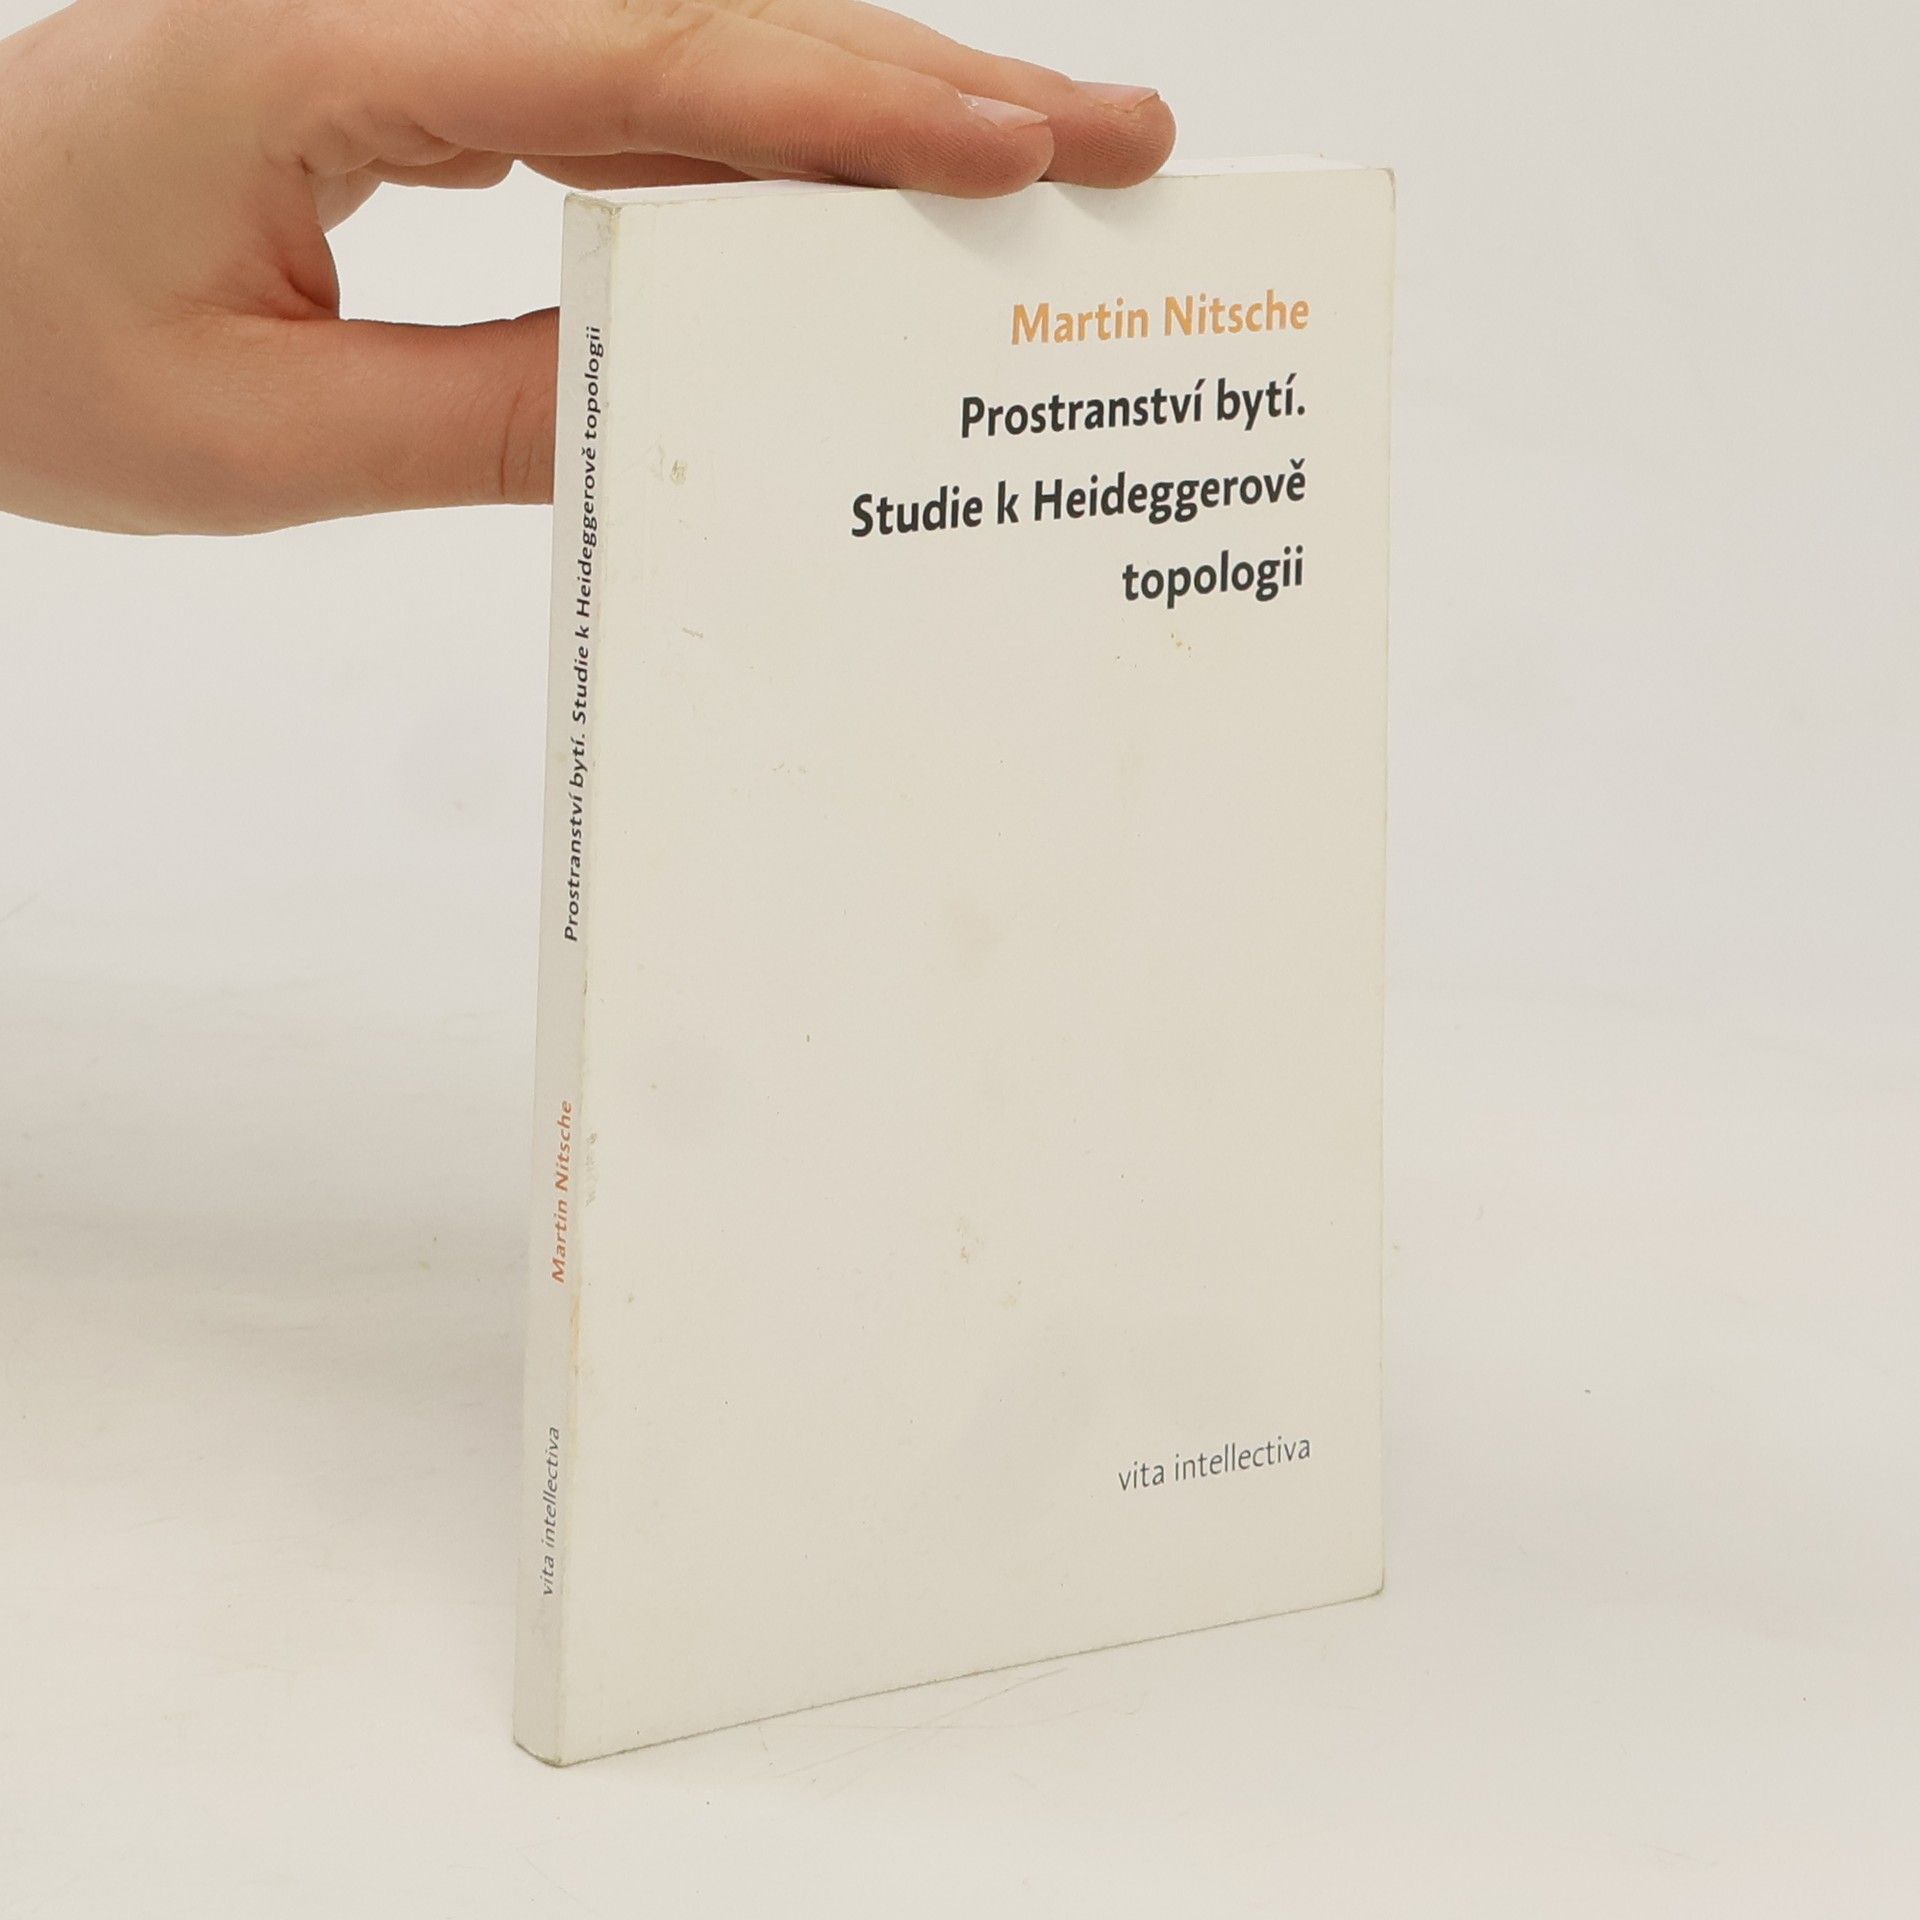 Martin Nitsche
Prostranství bytí.
Studie k Heideggerově
topologii
vita intellectiva
Prostranství bytí. Studie k Heideggerově topologii
Martin Nitsche
vita intellectiva